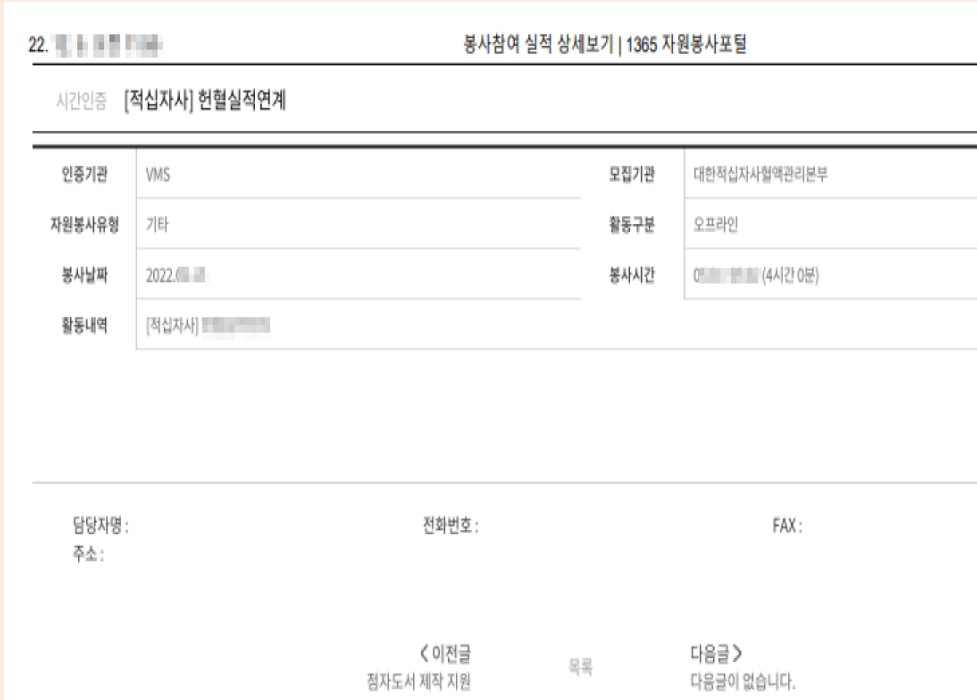 22.
봉사참여 실적 상세보기 | 1365 자원봉사포털
시간인증 [적십자사] 헌혈실적연계
인증기관 VMS 모집기관 대한적십자사혈액관리본부
자원봉사유형 기타 활동구분 오프라인
봉사날짜 2022. 봉사시간 (4시간 0분)
활동내역 [적십자사]
담당자명 : 전화번호 : FAX :
주소 :
< 이전글 목록 다음글 >
점자도서 제작 지원 다음글이 없습니다.